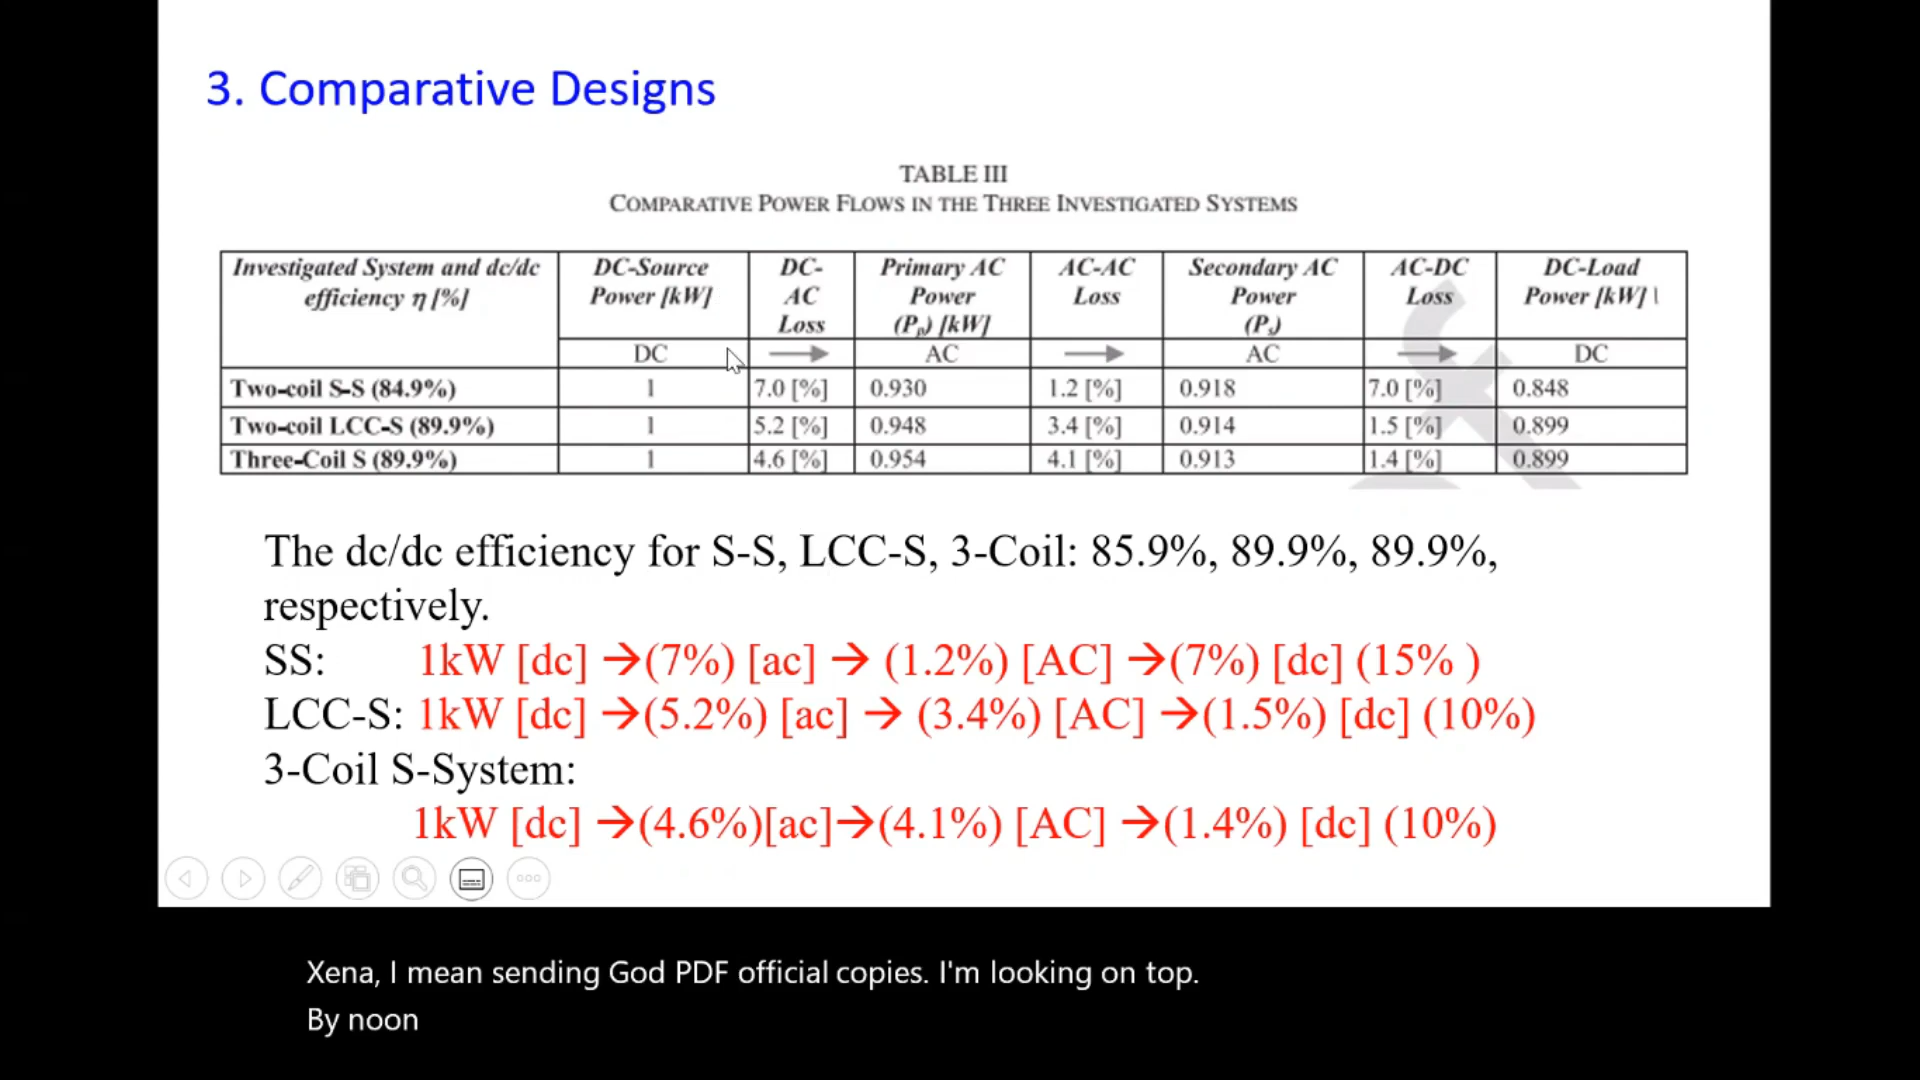 3. Comparative Designs
TABLE III
COMPARATIVE POWER FLOWS IN THE THREE INVESTIGATED SYSTEMS
Investigated System and dc/dc efficiency η [%] DC-Source Power [kW] DC-AC Loss Primary AC Power (Pp) [kW] AC-AC Loss Secondary AC Power (Ps) AC-DC Loss DC-Load Power [kW] \
DC → AC → AC → DC
Two-coil S-S (84.9%) 1 7.0 [%] 0.930 1.2 [%] 0.918 7.0 [%] 0.848
Two-coil LCC-S (89.9%) 1 5.2 [%] 0.948 3.4 [%] 0.914 1.5 [%] 0.899
Three-Coil S (89.9%) 1 4.6 [%] 0.954 4.1 [%] 0.913 1.4 [%] 0.899
The dc/dc efficiency for S-S, LCC-S, 3-Coil: 85.9%, 89.9%, 89.9%,
respectively.
SS: 1kW [dc] →(7%) [ac] → (1.2%) [AC] →(7%) [dc] (15% )
LCC-S: 1kW [dc] →(5.2%) [ac] → (3.4%) [AC] →(1.5%) [dc] (10%)
3-Coil S-System:
1kW [dc] →(4.6%)[ac]→(4.1%) [AC] →(1.4%) [dc] (10%)
Xena, I mean sending God PDF official copies. I'm looking on top.
By noon